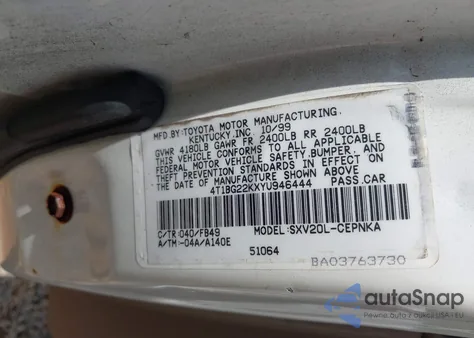 MFD.BY:TOYOTA MOTOR MANUFACTURING,
KENTUCKY,INC. 10/99
GVWR 4180LB GAWR FR 2400LB RR 2400LB
THIS VEHICLE CONFORMS TO ALL APPLICABLE
FEDERAL MOTOR VEHICLE SAFETY,BUMPER, AND
THEFT PREVENTION STANDARDS IN EFFECT ON
THE DATE OF MANUFACTURE SHOWN ABOVE.
4T1BG22KXYU946444 PASS.CAR
C/TR:040/FB49 MODEL:SXV20L-CEPNKA
A/TM:-04A/A140E
51064
BA03763730
autoSnap